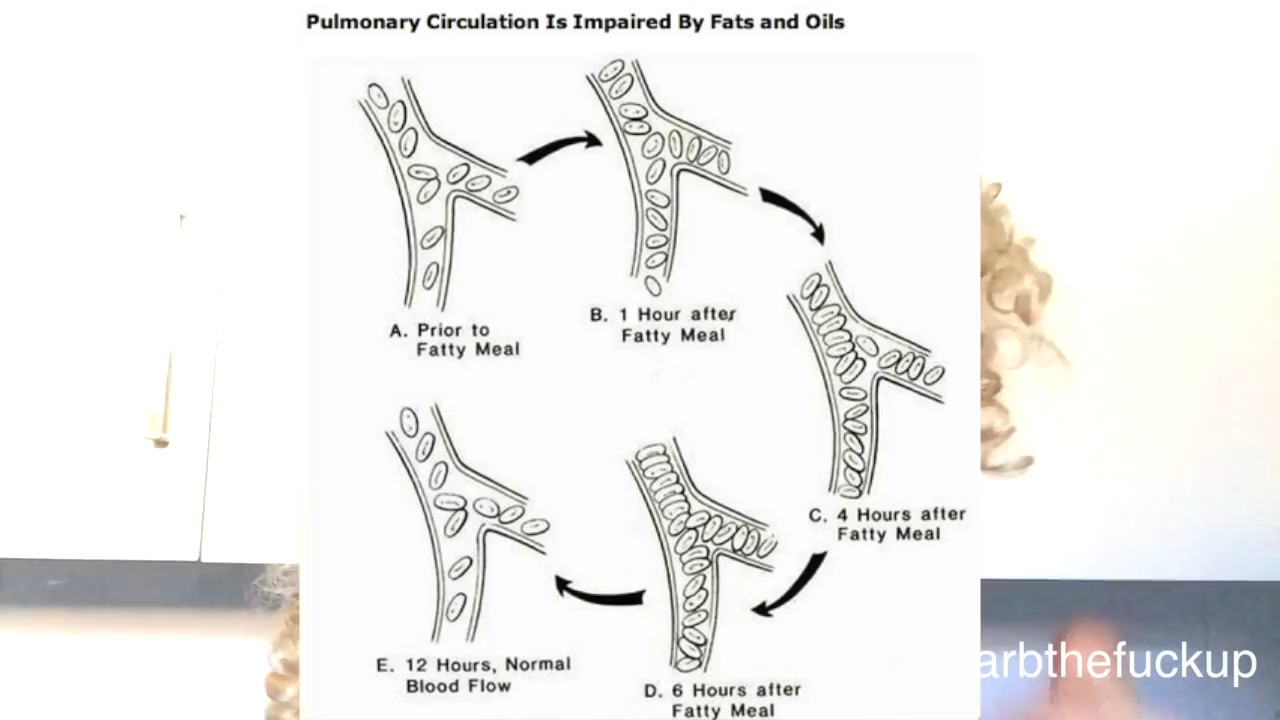 Pulmonary Circulation Is Impaired By Fats and Oils
A. Prior to
Fatty Meal
B. 1 Hour after
Fatty Meal
C. 4 Hours after
Fatty Meal
D. 6 Hours after
Fatty Meal
E. 12 Hours, Normal
Blood Flow
arbthefuckup